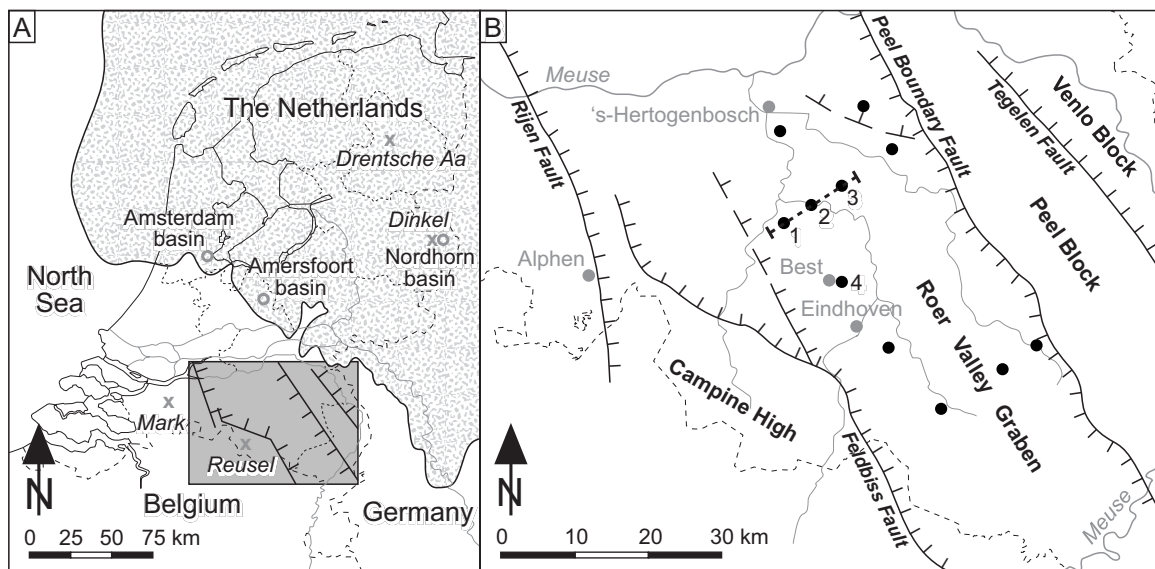 A
The Netherlands
Drentsche Aa
Dinkel
Amsterdam
basin
Nordhorn
basin
Amersfoort
basin
North
Sea
Mark
Reusel
N
Belgium
Germany
0 25 50 75 km
B
Meuse
Rijen Fault
's-Hertogenbosch
Peel Boundary Fault
Tegelen Fault
Venlo Block
Peel Block
3
2
1
Alphen
Best
4
Eindhoven
Roer Valley Graben
Campine High
Feldbiss Fault
Meuse
N
0 10 20 30 km